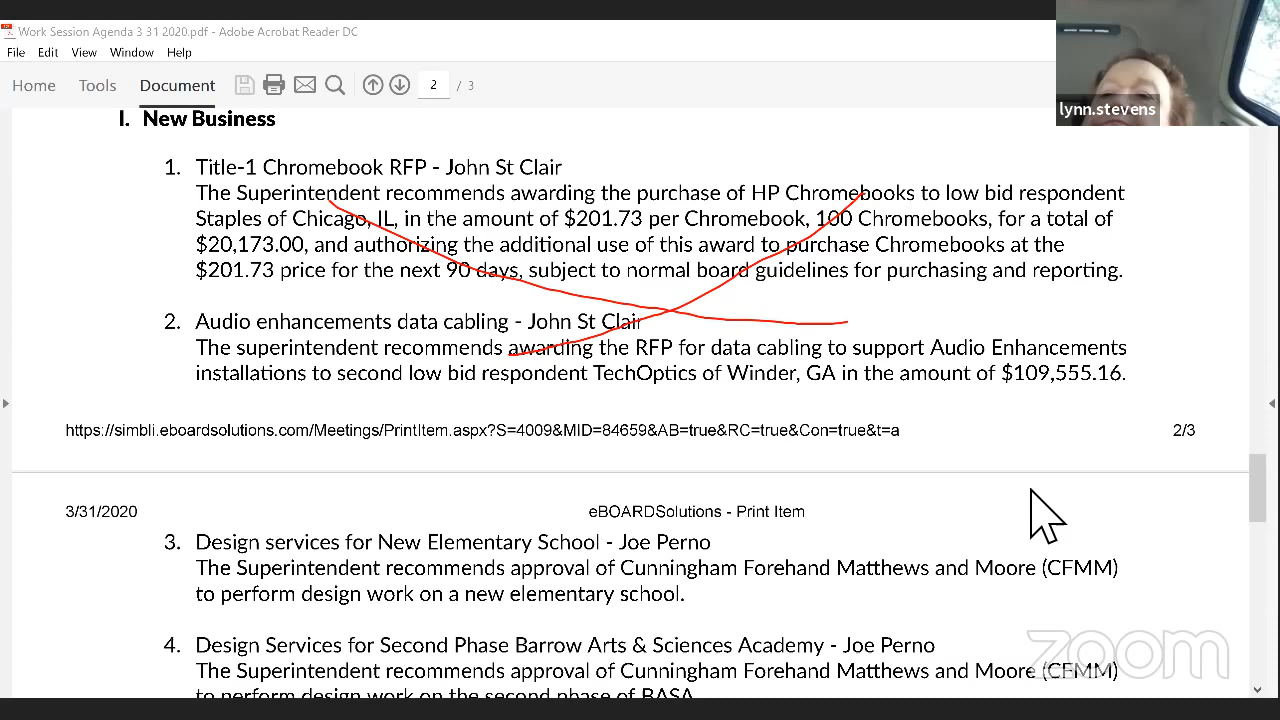 Work Session Agenda 3 31 2020.pdf - Adobe Acrobat Reader DC
File Edit View Window Help
Home Tools Document 2 / 3
lynn.stevens
I. New Business
1. Title-1 Chromebook RFP - John St Clair
The Superintendent recommends awarding the purchase of HP Chromebooks to low bid respondent
Staples of Chicago, IL, in the amount of $201.73 per Chromebook, 100 Chromebooks, for a total of
$20,173.00, and authorizing the additional use of this award to purchase Chromebooks at the
$201.73 price for the next 90 days, subject to normal board guidelines for purchasing and reporting.
2. Audio enhancements data cabling - John St Clair
The superintendent recommends awarding the RFP for data cabling to support Audio Enhancements
installations to second low bid respondent TechOptics of Winder, GA in the amount of $109,555.16.
https://simbli.eboardsolutions.com/Meetings/PrintItem.aspx?S=4009&MID=84659&AB=true&RC=true&Con=true&t=a 2/3
3/31/2020 eBOARDSolutions - Print Item
3. Design services for New Elementary School - Joe Perno
The Superintendent recommends approval of Cunningham Forehand Matthews and Moore (CFMM)
to perform design work on a new elementary school.
4. Design Services for Second Phase Barrow Arts & Sciences Academy - Joe Perno
The Superintendent recommends approval of Cunningham Forehand Matthews and Moore (CFMM)
to perform design work on the second phase of BASA.
zoom